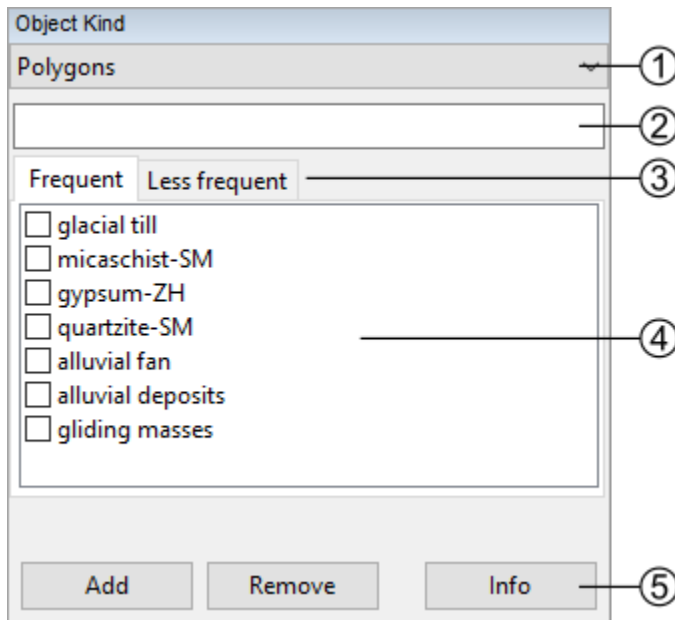 Object Kind
Polygons
1
2
Frequent Less frequent
3
glacial till
micaschist-SM
gypsum-ZH
quartzite-SM
4
alluvial fan
alluvial deposits
gliding masses
Add Remove Info
5